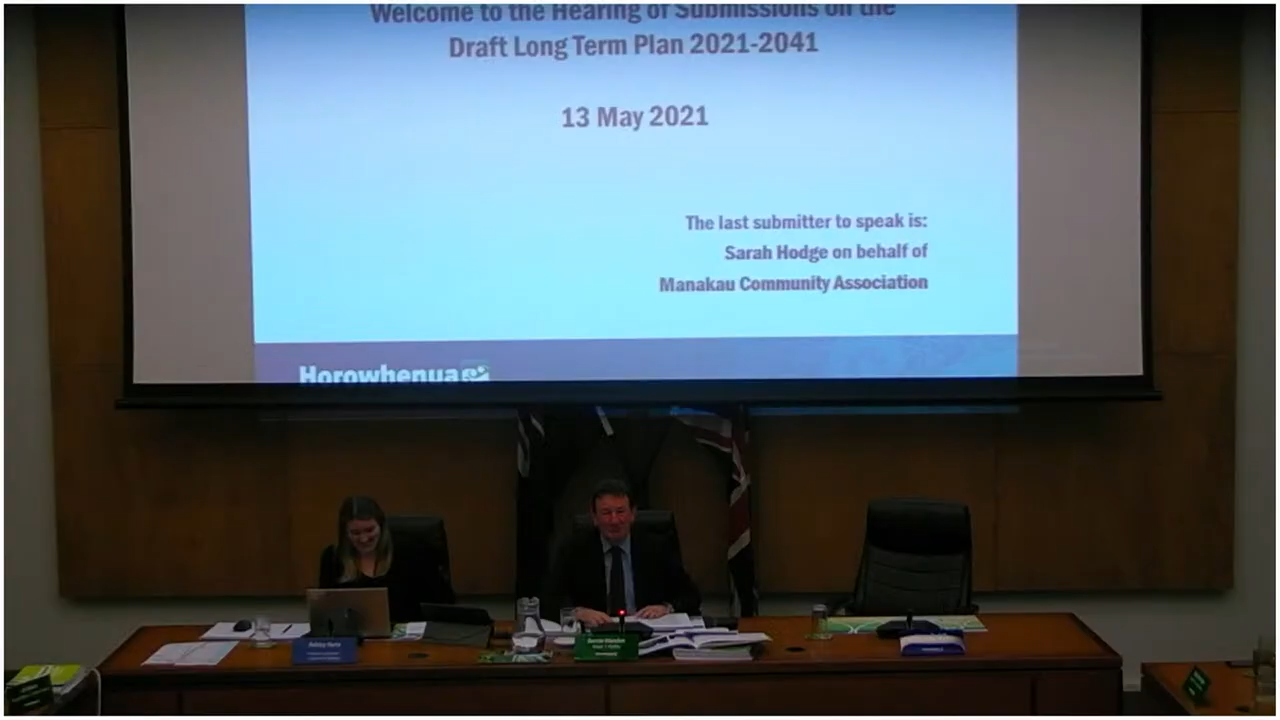 Welcome to the Hearing of Submissions on the
Draft Long Term Plan 2021-2041
13 May 2021
The last submitter to speak is:
Sarah Hodge on behalf of
Manakau Community Association
Horowhenua